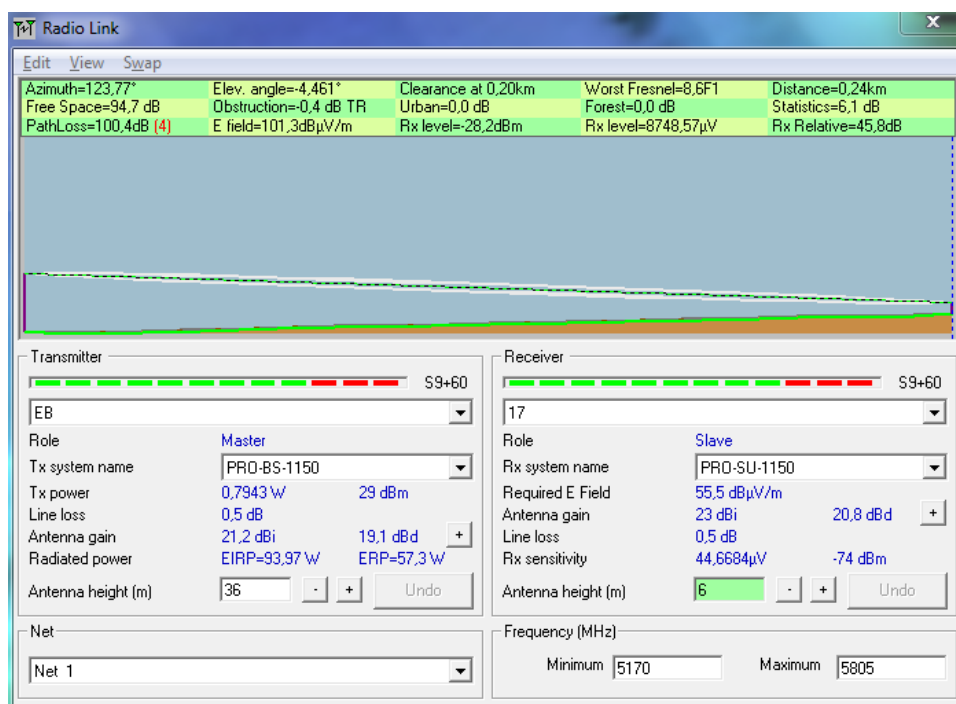 Radio Link
X
Edit View Swap
Azimuth=123,77° Elev. angle=-4,461° Clearance at 0,20km Worst Fresnel=8,6F1 Distance=0,24km
Free Space=94,7 dB Obstruction=-0,4 dB TR Urban=0,0 dB Forest=0,0 dB Statistics=6,1 dB
PathLoss=100,4dB (4) E field=101,3dBµV/m Rx level=-28,2dBm Rx level=8748,57µV Rx Relative=45,8dB
Transmitter
S9+60
EB
Role Master
Tx system name PRO-BS-1150
Tx power 0,7943 W 29 dBm
Line loss 0,5 dB
Antenna gain 21,2 dBi 19,1 dBd +
Radiated power EIRP=93,97 W ERP=57,3 W
Antenna height (m) 36 - + Undo
Receiver
S9+60
17
Role Slave
Rx system name PRO-SU-1150
Required E Field 55,5 dBµV/m
Antenna gain 23 dBi 20,8 dBd +
Line loss 0,5 dB
Rx sensitivity 44,6684µV -74 dBm
Antenna height (m) 6 - + Undo
Net
Net 1
Frequency (MHz)
Minimum 5170 Maximum 5805